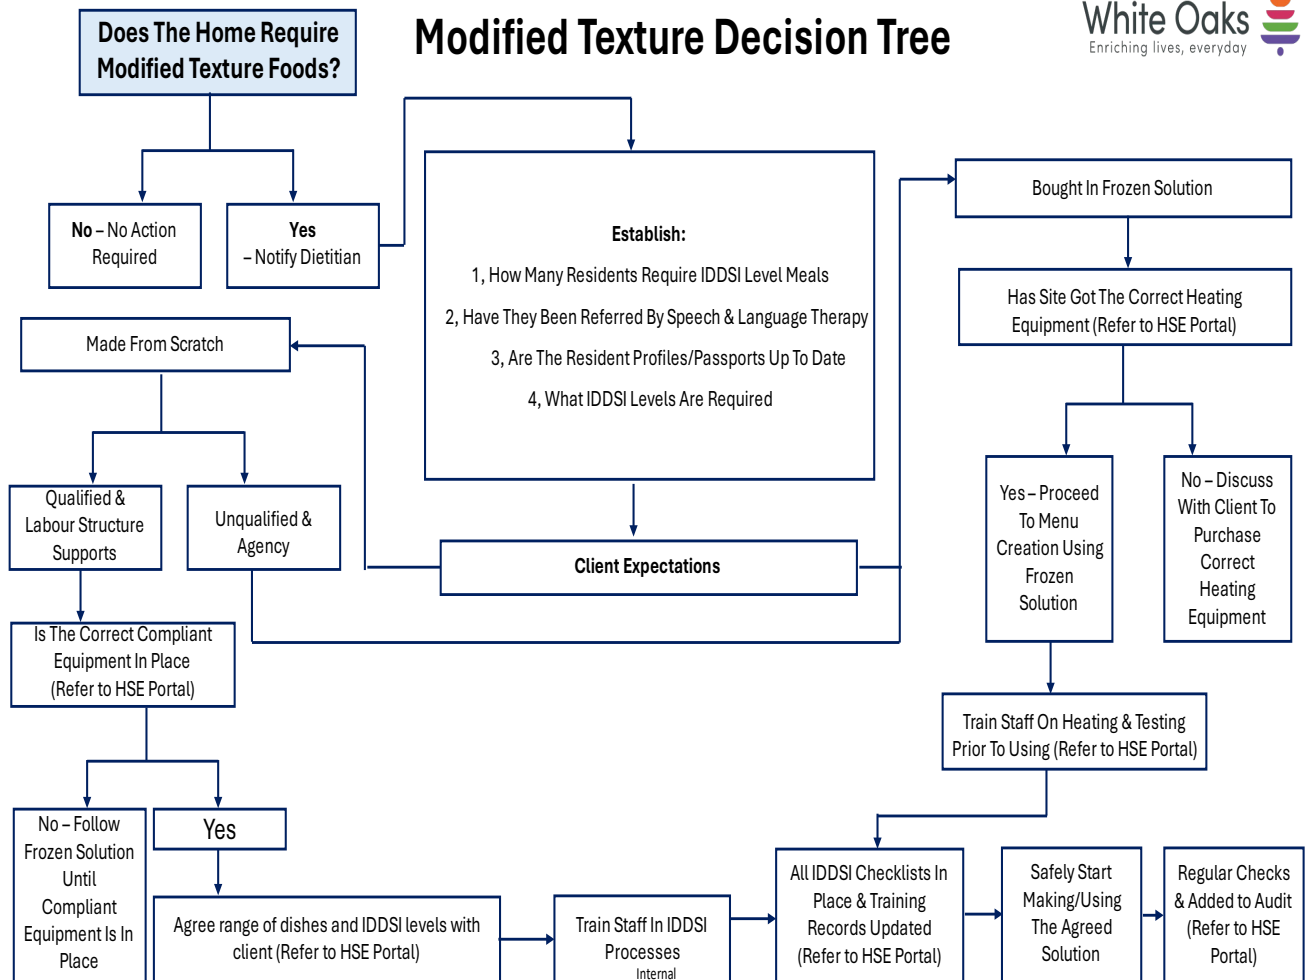 Does The Home Require
Modified Texture Foods?
Modified Texture Decision Tree
White Oaks
Enriching lives, everyday
No – No Action
Required
Yes
– Notify Dietitian
Establish:
1, How Many Residents Require IDDSI Level Meals
2, Have They Been Referred By Speech & Language Therapy
3, Are The Resident Profiles/Passports Up To Date
4, What IDDSI Levels Are Required
Bought In Frozen Solution
Has Site Got The Correct Heating
Equipment (Refer to HSE Portal)
Made From Scratch
Qualified &
Labour Structure
Supports
Unqualified &
Agency
Client Expectations
Yes – Proceed
To Menu
Creation Using
Frozen
Solution
No – Discuss
With Client To
Purchase
Correct
Heating
Equipment
Is The Correct Compliant
Equipment In Place
(Refer to HSE Portal)
Train Staff On Heating & Testing
Prior To Using (Refer to HSE Portal)
No – Follow
Frozen Solution
Until
Compliant
Equipment Is In
Place
Yes
Agree range of dishes and IDDSI levels with
client (Refer to HSE Portal)
Train Staff In IDDSI
Processes
Internal
All IDDSI Checklists In
Place & Training
Records Updated
(Refer to HSE Portal)
Safely Start
Making/Using
The Agreed
Solution
Regular Checks
& Added to Audit
(Refer to HSE
Portal)